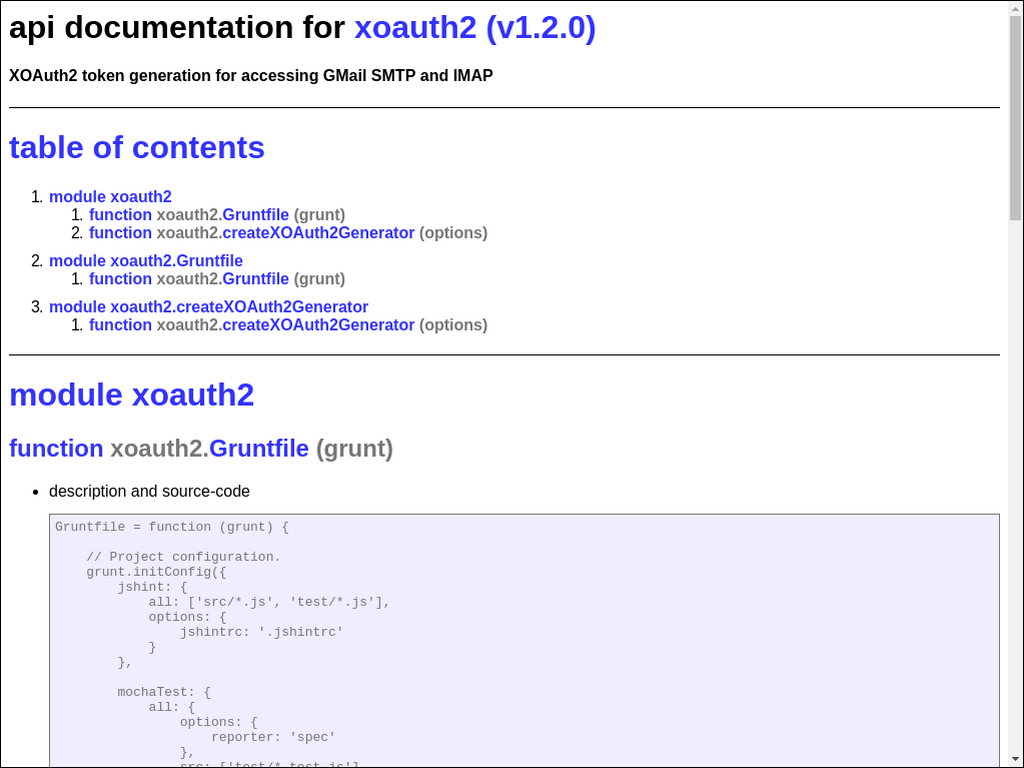 api documentation for xoauth2 (v1.2.0)
XOAuth2 token generation for accessing GMail SMTP and IMAP
table of contents
1. module xoauth2
1. function xoauth2.Gruntfile (grunt)
2. function xoauth2.createXOAuth2Generator (options)
2. module xoauth2.Gruntfile
1. function xoauth2.Gruntfile (grunt)
3. module xoauth2.createXOAuth2Generator
1. function xoauth2.createXOAuth2Generator (options)
module xoauth2
function xoauth2.Gruntfile (grunt)
• description and source-code
Gruntfile = function (grunt) {
// Project configuration.
grunt.initConfig({
jshint: {
all: ['src/*.js', 'test/*.js'],
options: {
jshintrc: '.jshintrc'
}
},
mochaTest: {
all: {
options: {
reporter: 'spec'
},
src: ['test/*.test.js']